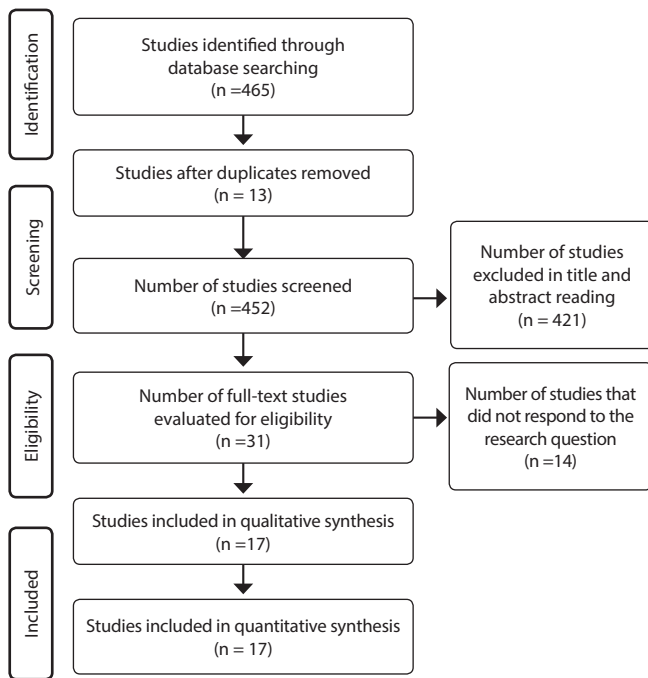 Identification
Studies identified through
database searching
(n =465)
Studies after duplicates removed
(n = 13)
Screening
Number of studies screened
(n =452)
Number of studies
excluded in title and
abstract reading
(n = 421)
Eligibility
Number of full-text studies
evaluated for eligibility
(n =31)
Number of studies that
did not respond to the
research question
(n =14)
Included
Studies included in qualitative synthesis
(n =17)
Studies included in quantitative synthesis
(n = 17)